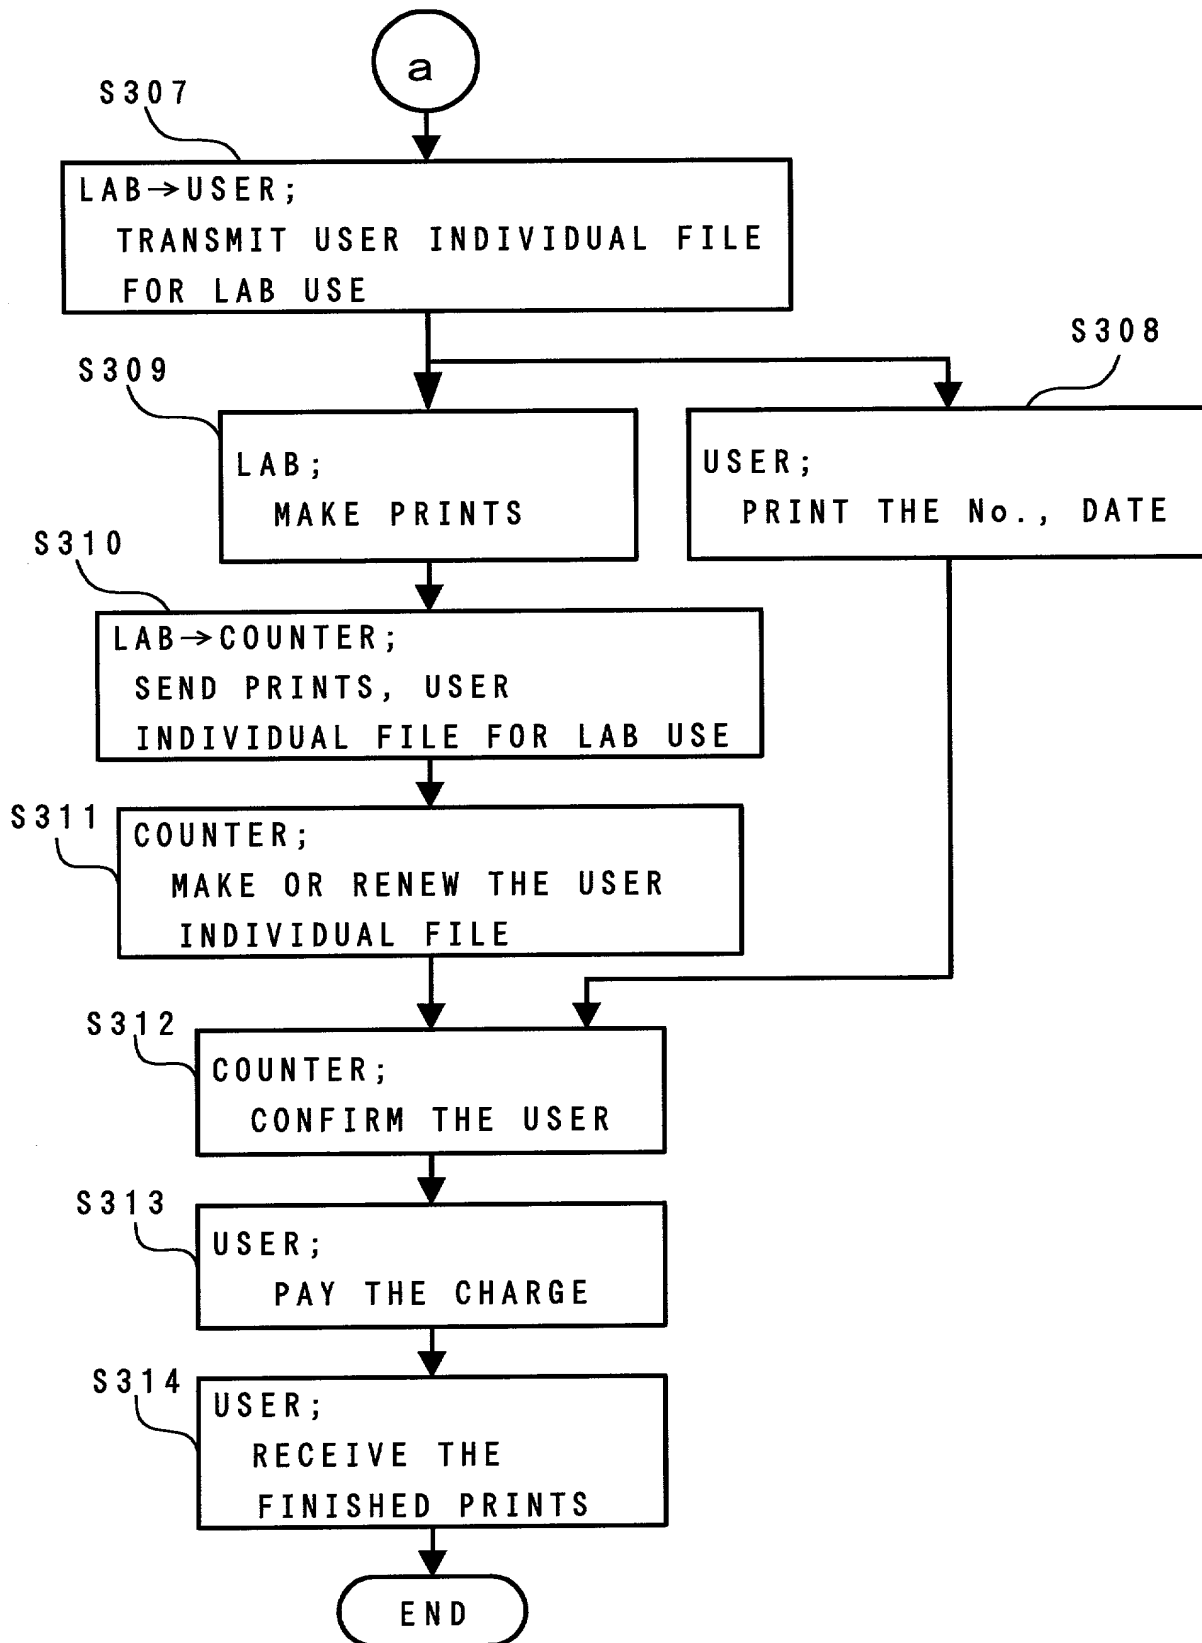 a
S307
LAB→USER;
TRANSMIT USER INDIVIDUAL FILE
FOR LAB USE
S308
S309
LAB;
MAKE PRINTS
USER;
PRINT THE No., DATE
S310
LAB→COUNTER;
SEND PRINTS, USER
INDIVIDUAL FILE FOR LAB USE
S311
COUNTER;
MAKE OR RENEW THE USER
INDIVIDUAL FILE
S312
COUNTER;
CONFIRM THE USER
S313
USER;
PAY THE CHARGE
S314
USER;
RECEIVE THE
FINISHED PRINTS
END